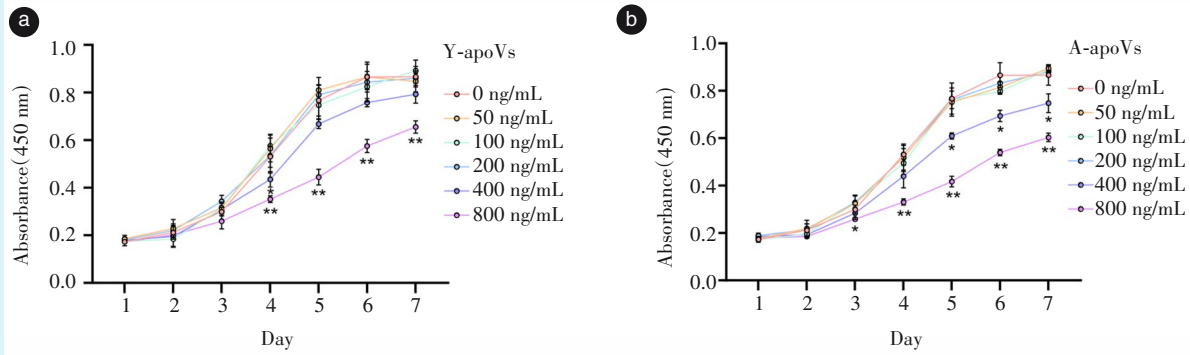 a
Y-apoVs
Absorbance(450 nm)
1.0
0.8
0.6
0.4
0.2
0.0
1 2 3 4 5 6 7
Day
0 ng/mL
50 ng/mL
100 ng/mL
200 ng/mL
400 ng/mL
800 ng/mL
*
**
**
**
**
b
A-apoVs
Absorbance(450 nm)
1.0
0.8
0.6
0.4
0.2
0.0
1 2 3 4 5 6 7
Day
0 ng/mL
50 ng/mL
100 ng/mL
200 ng/mL
400 ng/mL
800 ng/mL
*
**
*
**
*
**
*
**